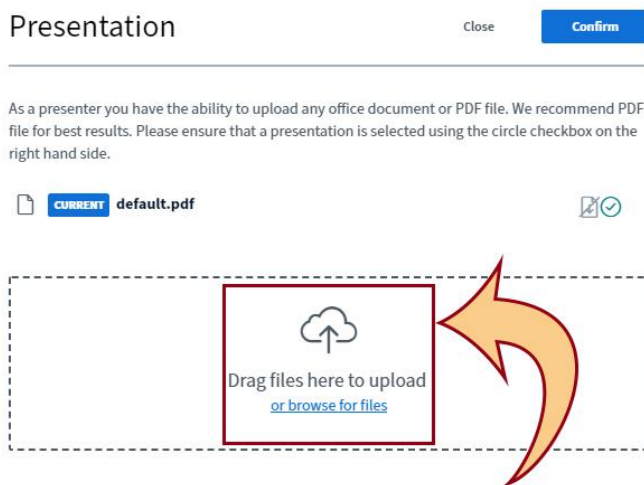 Presentation
Close
Confirm
As a presenter you have the ability to upload any office document or PDF file. We recommend PDF
file for best results. Please ensure that a presentation is selected using the circle checkbox on the
right hand side.
CURRENT default.pdf
Drag files here to upload
or browse for files